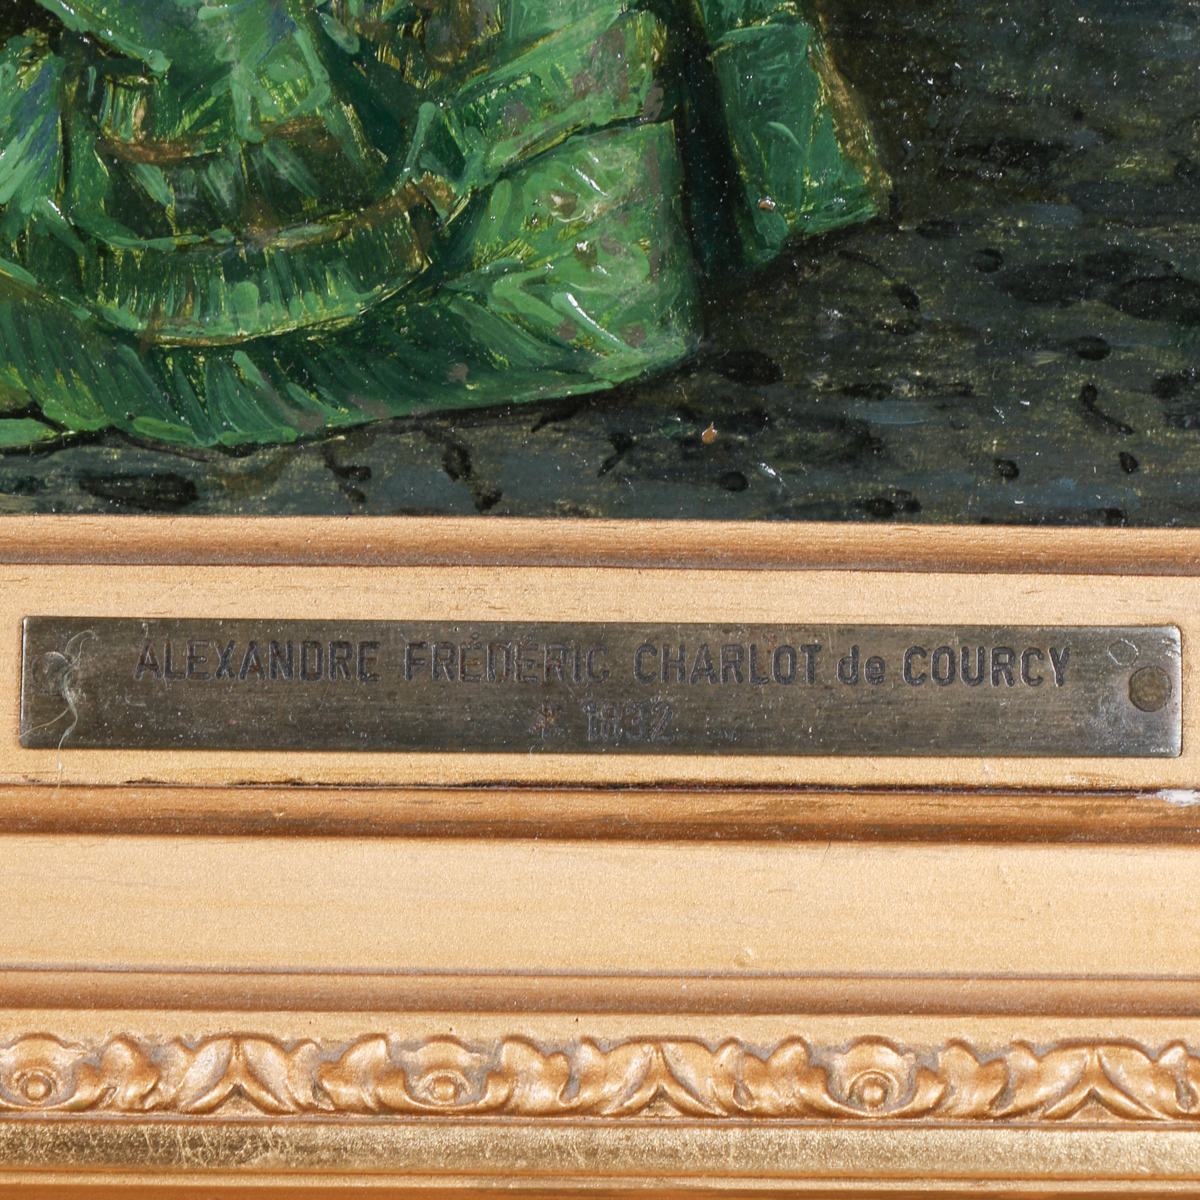 ALEXANDRE FRÉDÉRIC CHARLOT de COURCY
* 1832